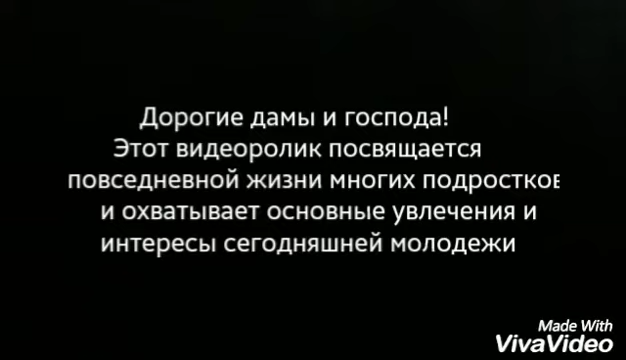 Дорогие дамы и господа!
Этот видеоролик посвящается
повседневной жизни многих подростков
и охватывает основные увлечения и
интересы сегодняшней молодежи
Made With
VivaVideo